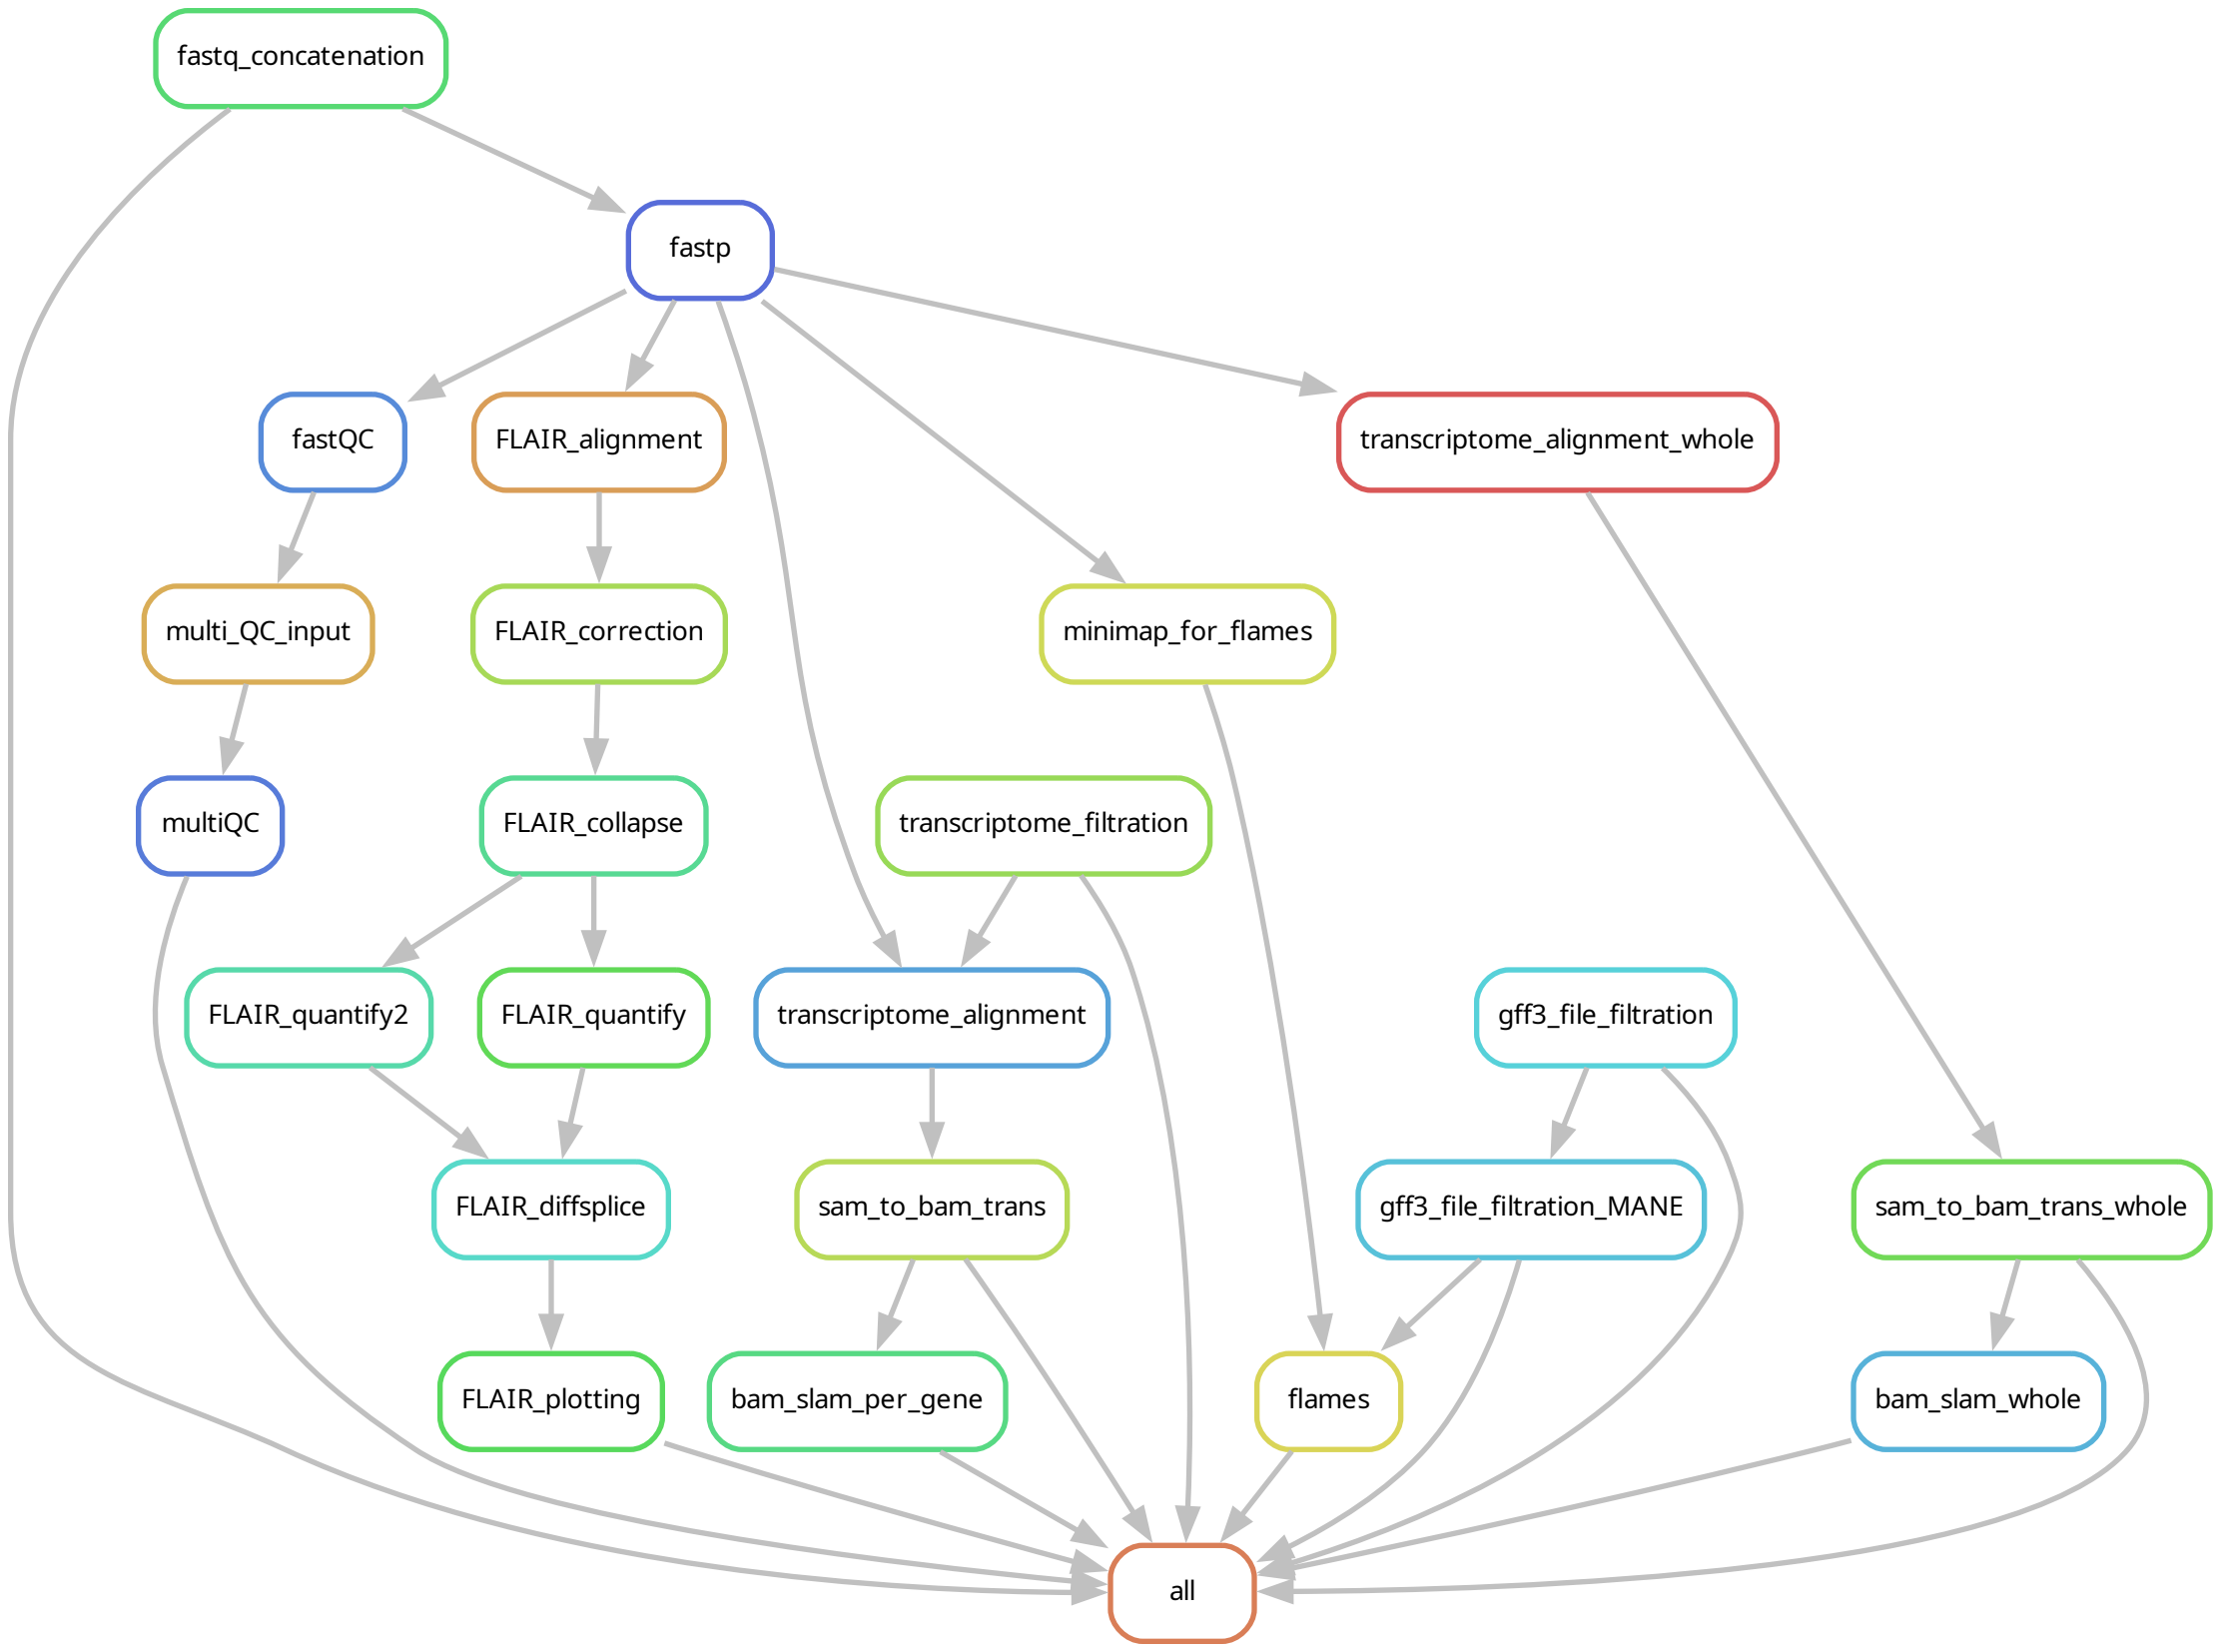 fastq_concatenation
fastp
fastQC
FLAIR_alignment
transcriptome_alignment_whole
multi_QC_input
FLAIR_correction
minimap_for_flames
multiQC
FLAIR_collapse
transcriptome_filtration
FLAIR_quantify2
FLAIR_quantify
transcriptome_alignment
gff3_file_filtration
FLAIR_diffsplice
sam_to_bam_trans
gff3_file_filtration_MANE
sam_to_bam_trans_whole
FLAIR_plotting
bam_slam_per_gene
flames
bam_slam_whole
all